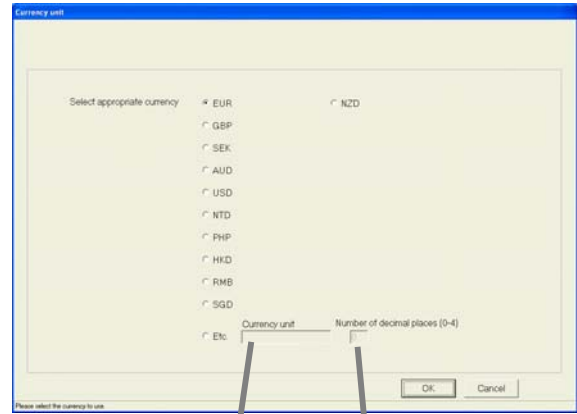 Currency unit
Select appropriate currency EUR NZD
GBP
SEK
AUD
USD
NTD
PHP
HKD
RMB
SGD
Currency unit Number of decimal places (0-4)
Etc
OK Cancel
Please select the currency to use.